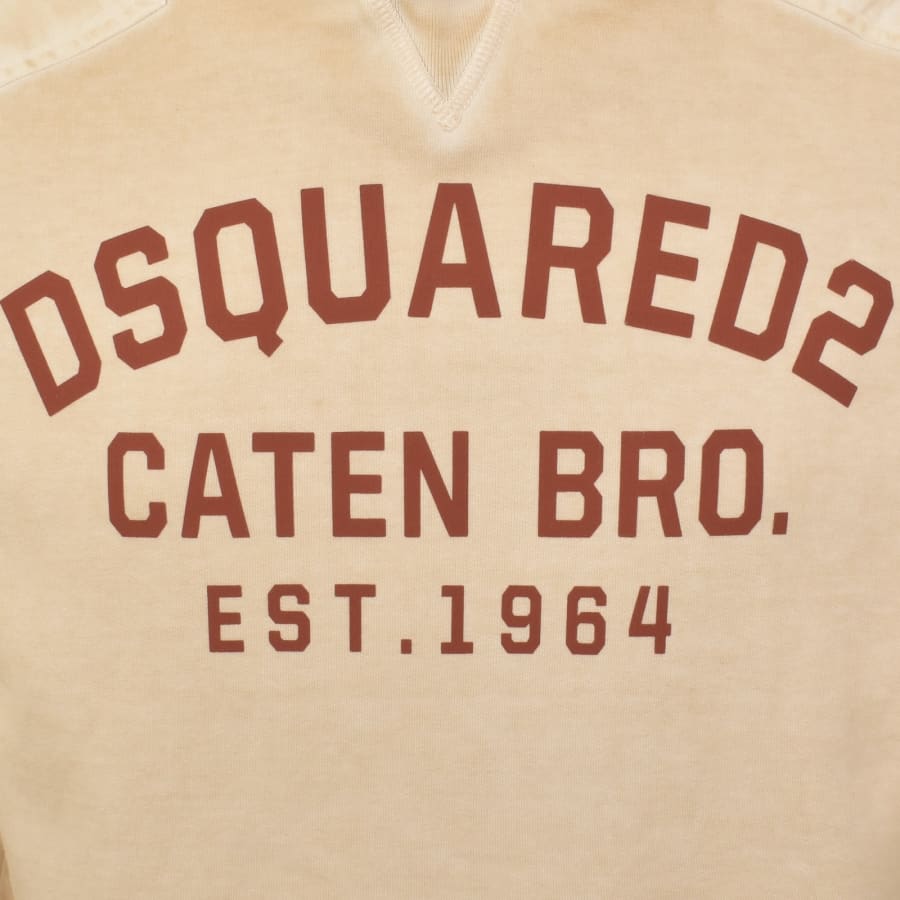 DSQUARED2
CATEN BRO.
EST.1964